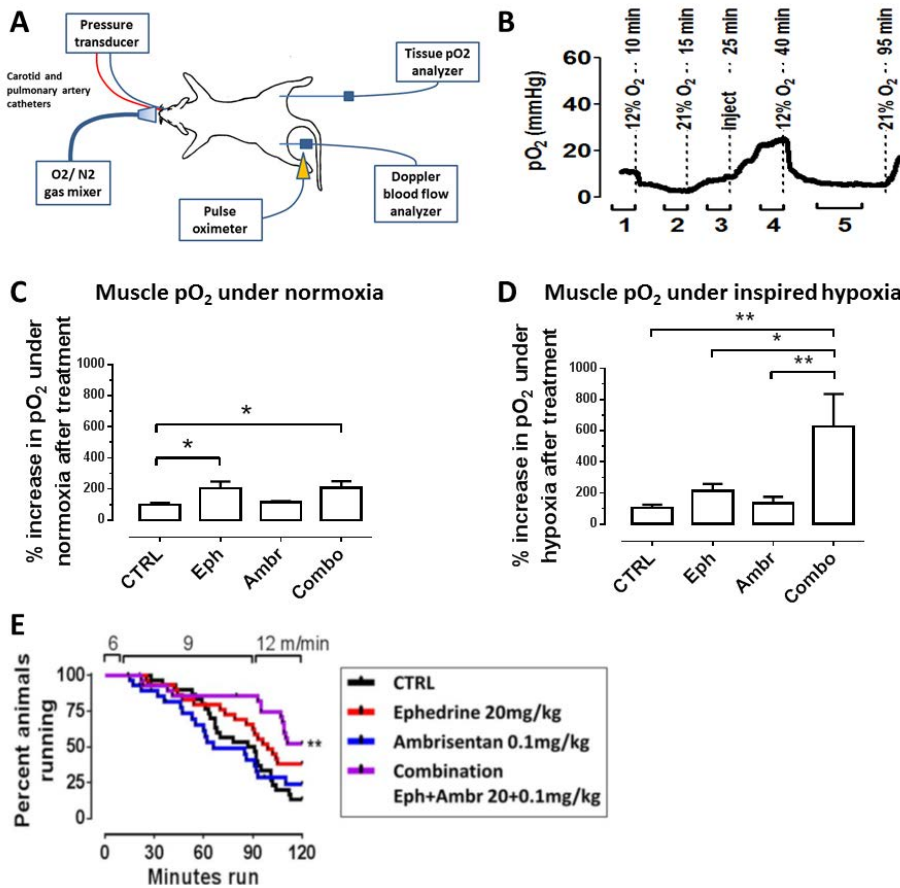 A
Pressure
transducer
Carotid and
pulmonary artery
catheters
O2/ N2
gas mixer
Pulse
oximeter
Tissue pO2
analyzer
Doppler
blood flow
analyzer
B
pO2 (mmHg)
60
40
20
0
12% O2 ··· 10 min
21% O2 ··· 15 min
inject ··· 25 min
12% O2 ··· 40 min
21% O2 ··· 95 min
1 2 3 4 5
C Muscle pO2 under normoxia
% increase in pO2 under
normoxia after treatment
1000
800
600
400
200
0
*
*
CTRL Eph Ambr Combo
D Muscle pO2 under inspired hypoxia
% increase in pO2 under
hypoxia after treatment
1000
800
600
400
200
0
**
*
**
CTRL Eph Ambr Combo
E
6 9 12 m/min
Percent animals
running
100
75
50
25
0
**
0 30 60 90 120
Minutes run
CTRL
Ephedrine 20mg/kg
Ambrisentan 0.1mg/kg
Combination
Eph+Ambr 20+0.1mg/kg